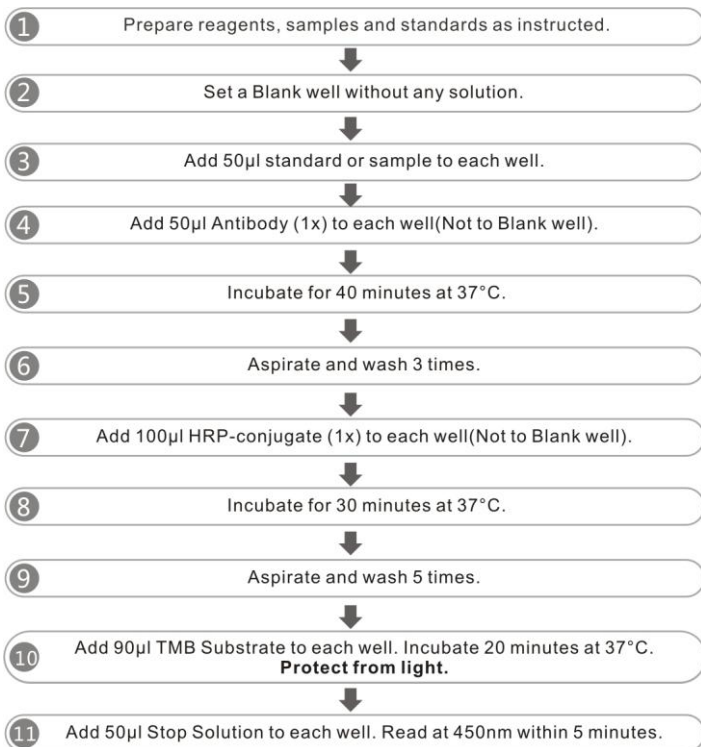 1 Prepare reagents, samples and standards as instructed.
2 Set a Blank well without any solution.
3 Add 50μl standard or sample to each well.
4 Add 50μl Antibody (1x) to each well(Not to Blank well).
5 Incubate for 40 minutes at 37°C.
6 Aspirate and wash 3 times.
7 Add 100μl HRP-conjugate (1x) to each well(Not to Blank well).
8 Incubate for 30 minutes at 37°C.
9 Aspirate and wash 5 times.
10 Add 90μl TMB Substrate to each well. Incubate 20 minutes at 37°C.
Protect from light.
11 Add 50μl Stop Solution to each well. Read at 450nm within 5 minutes.